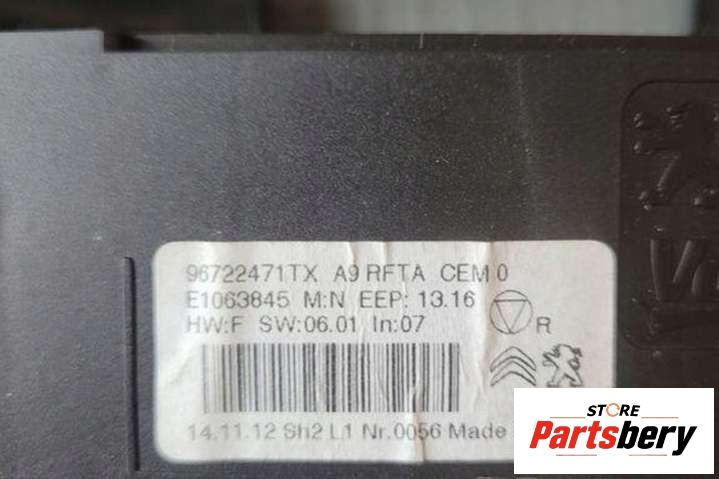 96722471TX A9 RFTA CEM 0
E1063845 M:N EEP: 13.16
HW:F SW:06.01 In:07
R
14.11.12 Sh2 L1 Nr.0056 Made
STORE
Partsbery